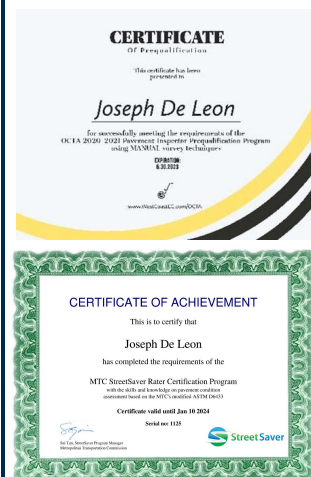 CERTIFICATE
Of Prequalification
This certificate has been
presented to
Joseph De Leon
for successfully meeting the requirements of the
OCTA 2020-2021 Pavement Inspector Prequalification Program
using MANUAL survey techniques
EXPIRATION:
6.30.2023
www.WestCoastCC.com/OCTA
CERTIFICATE OF ACHIEVEMENT
This is to certify that
Joseph De Leon
has completed the requirements of the
MTC StreetSaver Rater Certification Program
with the skills and knowledge on pavement condition
assessment based on the MTC's modified ASTM D6433
Certificate valid until Jan 10 2024
Serial no: 1125
StreetSaver
Sui Tan, StreetSaver Program Manager
Metropolitan Transportation Commission